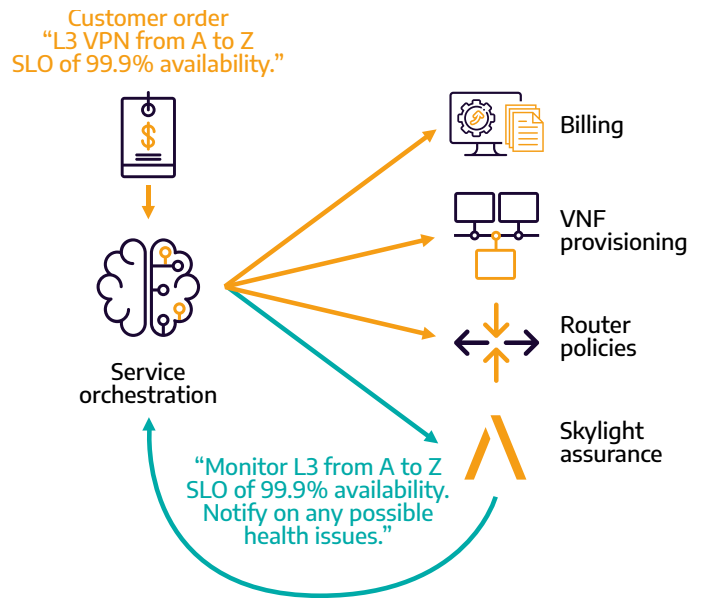 Customer order
“L3 VPN from A to Z
SLO of 99.9% availability.”
$
Billing
VNF
provisioning
Router
policies
Service
orchestration
Skylight
assurance
“Monitor L3 from A to Z
SLO of 99.9% availability.
Notify on any possible
health issues.”